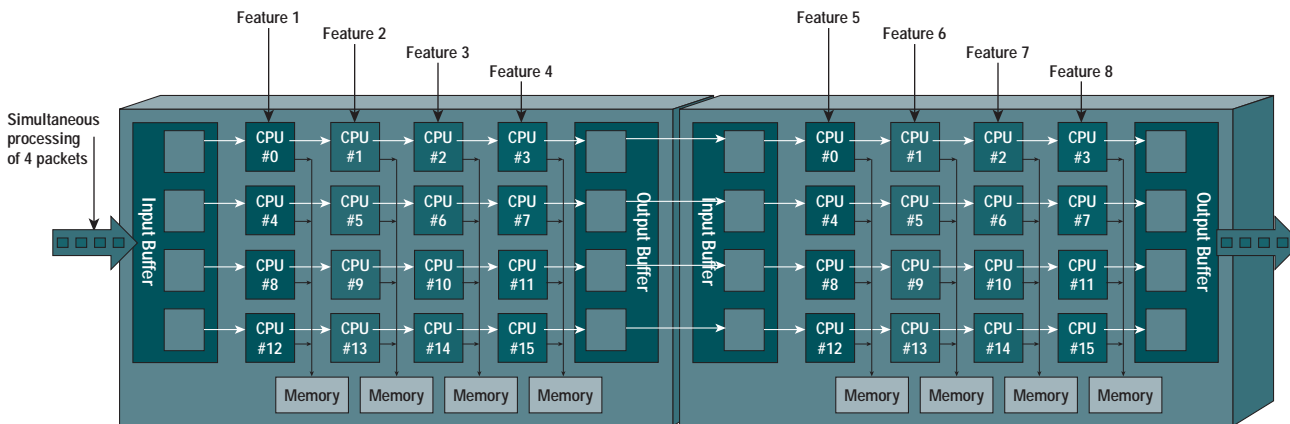 Feature 1
Feature 2
Feature 3
Feature 4
Feature 5
Feature 6
Feature 7
Feature 8
Simultaneous
processing
of 4 packets
Input Buffer
CPU
#0
CPU
#1
CPU
#2
CPU
#3
CPU
#4
CPU
#5
CPU
#6
CPU
#7
CPU
#8
CPU
#9
CPU
#10
CPU
#11
CPU
#12
CPU
#13
CPU
#14
CPU
#15
Output Buffer
Memory
Memory
Memory
Memory
Input Buffer
CPU
#0
CPU
#1
CPU
#2
CPU
#3
CPU
#4
CPU
#5
CPU
#6
CPU
#7
CPU
#8
CPU
#9
CPU
#10
CPU
#11
CPU
#12
CPU
#13
CPU
#14
CPU
#15
Output Buffer
Memory
Memory
Memory
Memory